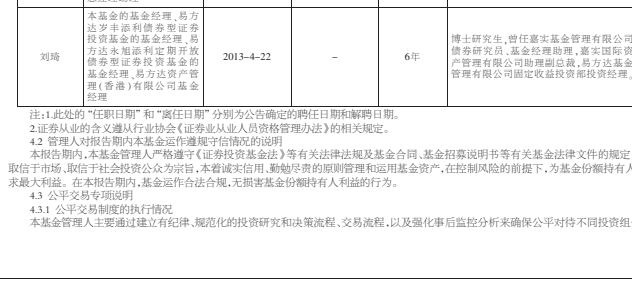 本基金的基金经理、易方
达岁丰添利债券型证券
投资基金的基金经理、易
方达永旭添利定期开放
债券型证券投资基金的
基金经理、易方达资产管
理(香港)有限公司基金
经理
刘琦
2013-4-22
-
6年
博士研究生,曾任嘉实基金管理有限公司
债券研究员、基金经理助理,嘉实国际资
产管理有限公司助理副总裁,易方达基金
管理有限公司固定收益投资部投资经理。
注:1.此处的“任职日期”和“离任日期”分别为公告确定的聘任日期和解聘日期。
2.证券从业的含义遵从行业协会《证券业从业人员资格管理办法》的相关规定。
4.2 管理人对报告期内本基金运作遵规守信情况的说明
本报告期内,本基金管理人严格遵守《证券投资基金法》等有关法律法规及基金合同、基金招募说明书等有关基金法律文件的规定
取信于市场、取信于社会投资公众为宗旨,本着诚实信用、勤勉尽责的原则管理和运用基金资产,在控制风险的前提下,为基金份额持有人
求最大利益。在本报告期内,基金运作合法合规,无损害基金份额持有人利益的行为。
4.3 公平交易专项说明
4.3.1 公平交易制度的执行情况
本基金管理人主要通过建立有纪律、规范化的投资研究和决策流程、交易流程,以及强化事后监控分析来确保公平对待不同投资组